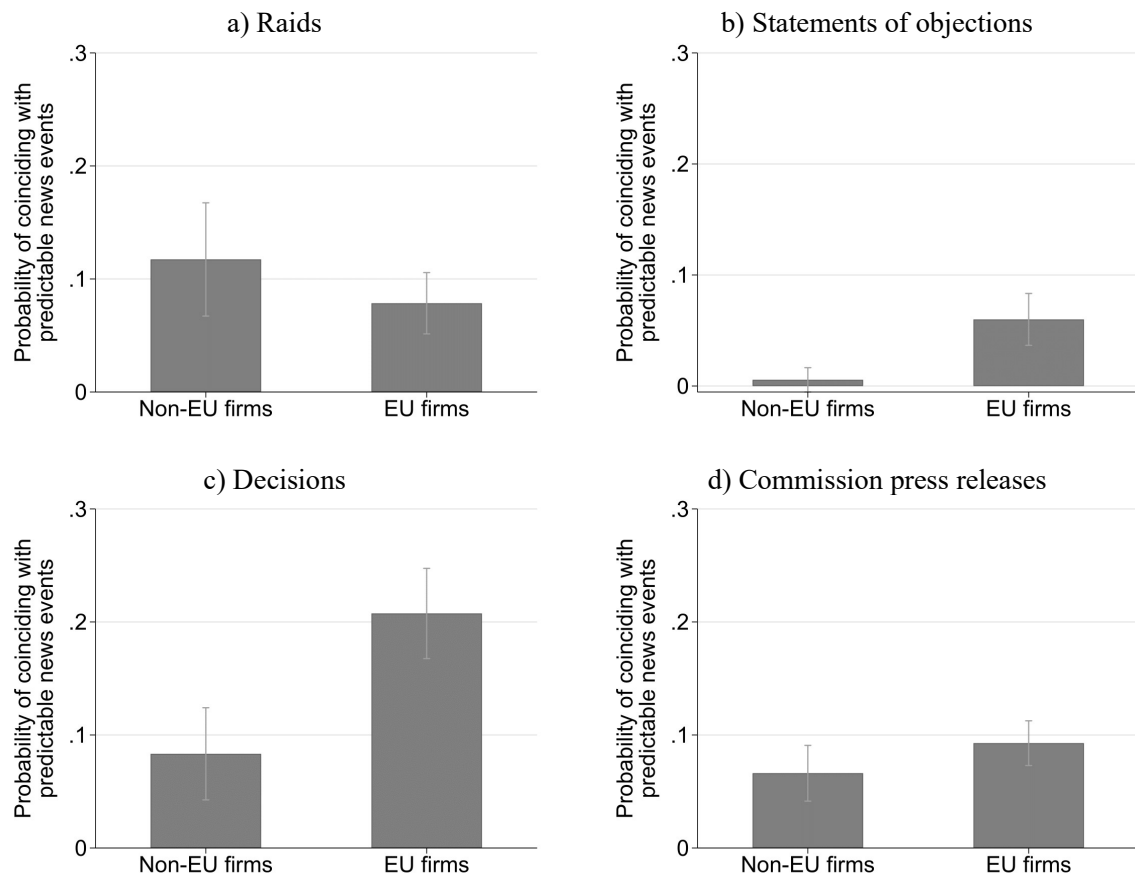 a) Raids
Probability of coinciding with
predictable news events
.3
.2
.1
0
Non-EU firms
EU firms
b) Statements of objections
Probability of coinciding with
predictable news events
.3
.2
.1
0
Non-EU firms
EU firms
c) Decisions
Probability of coinciding with
predictable news events
.3
.2
.1
0
Non-EU firms
EU firms
d) Commission press releases
Probability of coinciding with
predictable news events
.3
.2
.1
0
Non-EU firms
EU firms